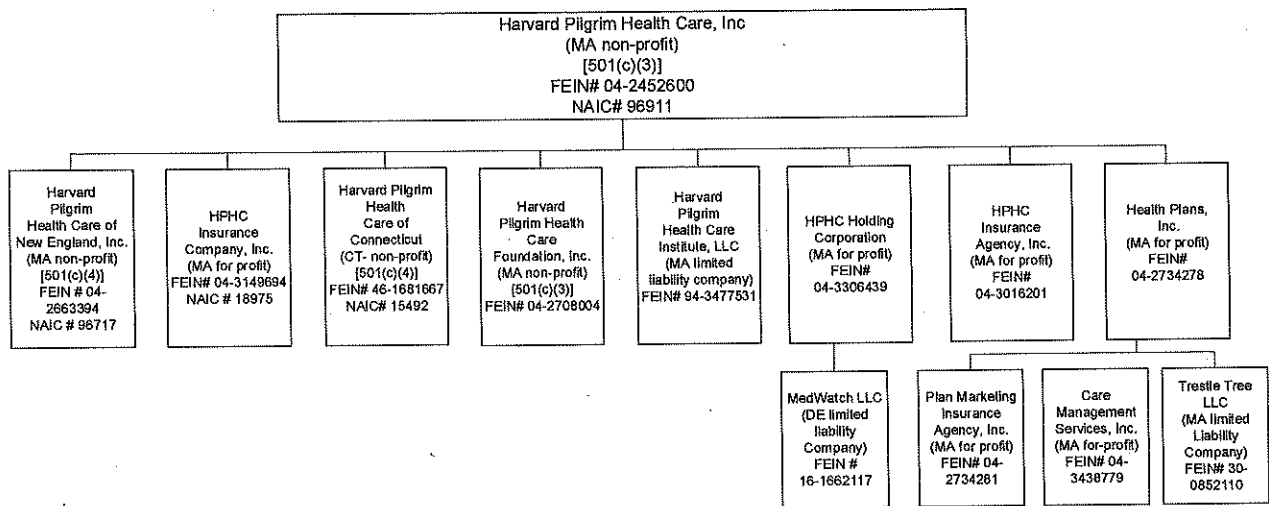 Harvard Pilgrim Health Care, Inc
(MA non-profit)
[501(c)(3)]
FEIN# 04-2452600
NAIC# 96911
Harvard
Pilgrim
Health Care of
New England, Inc.
(MA non-profit)
[501(c)(4)]
FEIN # 04-
2663394
NAIC # 96717
HPHC
Insurance
Company, Inc.
(MA for profit)
FEIN# 04-3149694
NAIC # 18975
Harvard Pilgrim
Health
Care of
Connecticut
(CT- non-profit)
[501(c)(4)]
FEIN# 46-1681667
NAIC# 15492
Harvard
Pilgrim Health
Care
Foundation, Inc.
(MA non-profit)
[501(c)(3)]
FEIN# 04-2708004
Harvard
Pilgrim
Health Care
Institute, LLC
(MA limited
liability company)
FEIN# 94-3477531
HPHC Holding
Corporation
(MA for profit)
FEIN#
04-3306439
HPHC
Insurance
Agency, Inc.
(MA for profit)
FEIN#
04-3016201
Health Plans,
Inc.
(MA for profit)
FEIN#
04-2734278
MedWatch LLC
(DE limited
liability
Company)
FEIN #
16-1662117
Plan Marketing
Insurance
Agency, Inc.
(MA for profit)
FEIN# 04-
2734281
Care
Management
Services, Inc.
(MA for-profit)
FEIN# 04-
3438779
Trestle Tree
LLC
(MA limited
Liability
Company)
FEIN# 30-
0852110